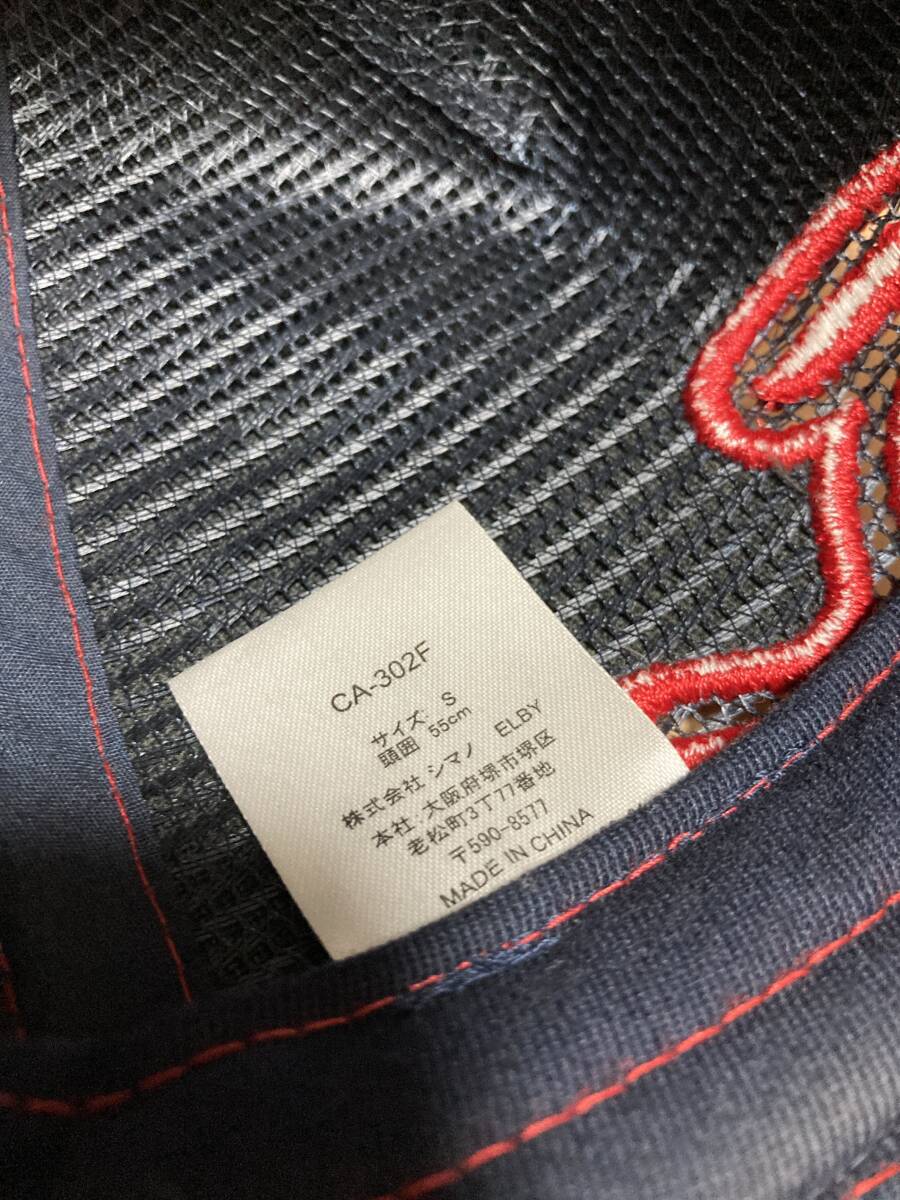 CA-302F
サイズ: S
頭囲 55cm
株式会社 シマノ ELBY
本社: 大阪府堺市堺区
老松町3丁77番地
〒590-8577
MADE IN CHINA